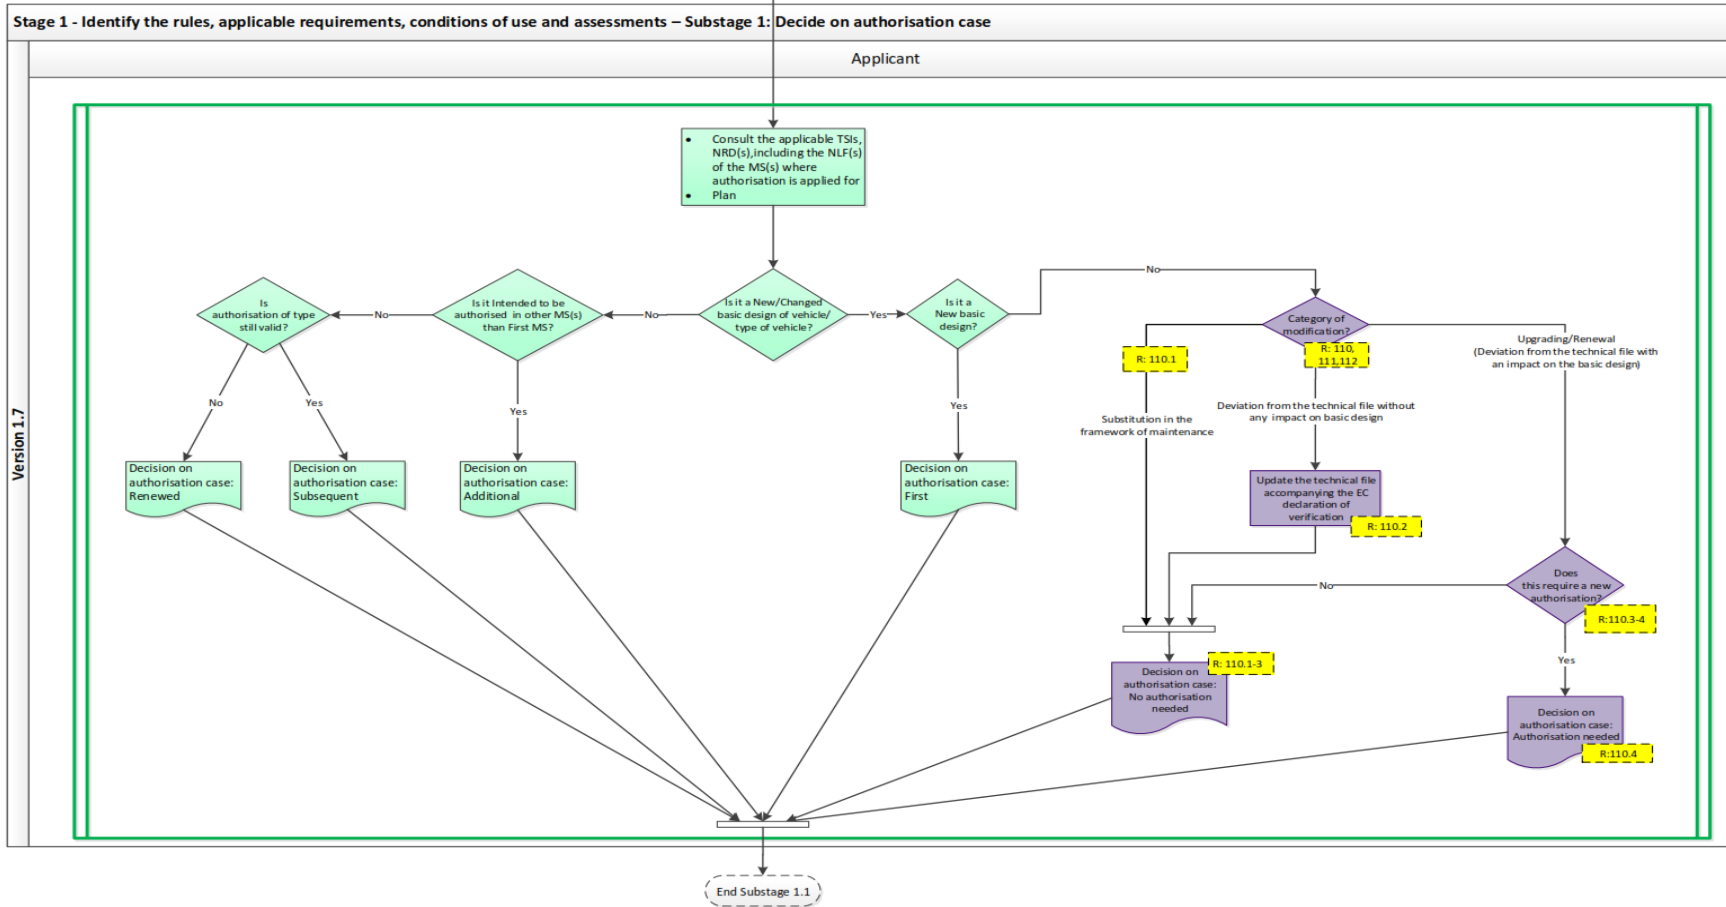 Stage 1 - Identify the rules, applicable requirements, conditions of use and assessments – Substage 1: Decide on authorisation case
Applicant
Version 1.7
• Consult the applicable TSIs,
NRD(s),including the NLF(s)
of the MS(s) where
authorisation is applied for
• Plan
Is
authorisation of type
still valid?
No
Is it Intended to be
authorised in other MS(s)
than First MS?
No
Is it a New/Changed
basic design of vehicle/
type of vehicle?
Yes
Is it a
New basic
design?
No
Category of
modification?
R: 110,
111,112
R: 110.1
Upgrading/Renewal
(Deviation from the technical file with
an impact on the basic design)
No
Yes
Yes
Yes
Substitution in the
framework of maintenance
Deviation from the technical file without
any impact on basic design
Decision on
authorisation case:
Renewed
Decision on
authorisation case:
Subsequent
Decision on
authorisation case:
Additional
Decision on
authorisation case:
First
Update the technical file
accompanying the EC
declaration of
verification
R: 110.2
No
Does
this require a new
authorisation?
R:110.3-4
Yes
Decision on
authorisation case:
No authorisation
needed
R: 110.1-3
Decision on
authorisation case:
Authorisation needed
R:110.4
End Substage 1.1